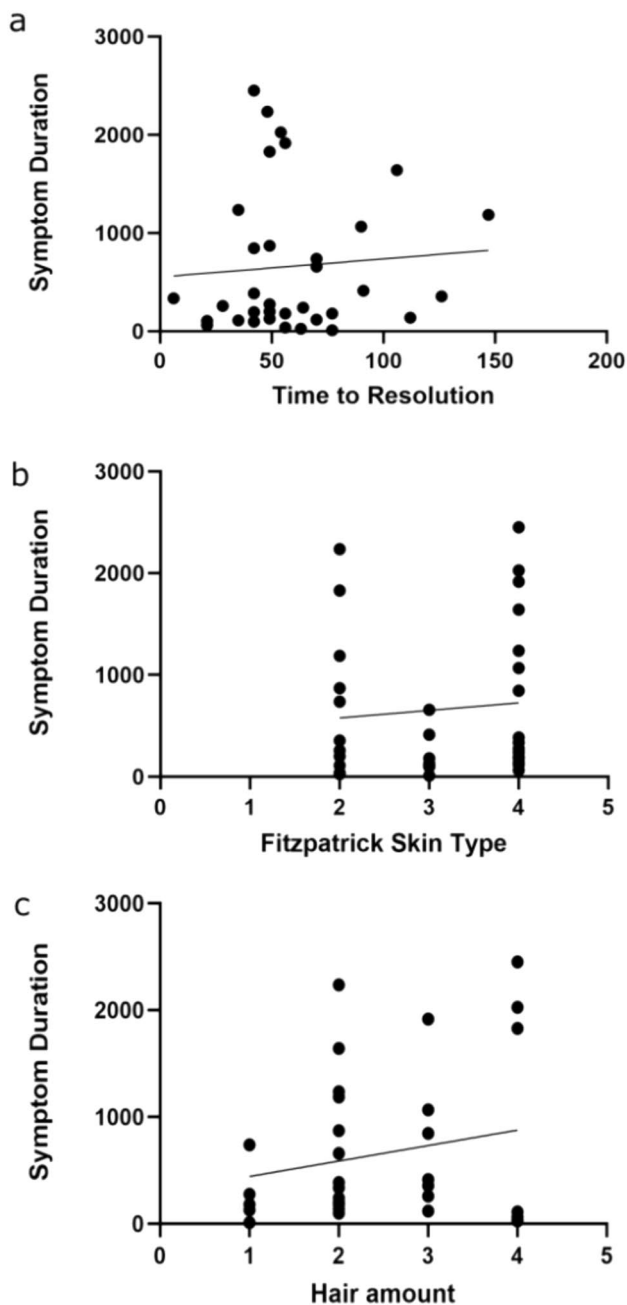 a
3000
2000
1000
0
Symptom Duration
0 50 100 150 200
Time to Resolution
b
3000
2000
1000
0
Symptom Duration
0 1 2 3 4 5
Fitzpatrick Skin Type
c
3000
2000
1000
0
Symptom Duration
0 1 2 3 4 5
Hair amount